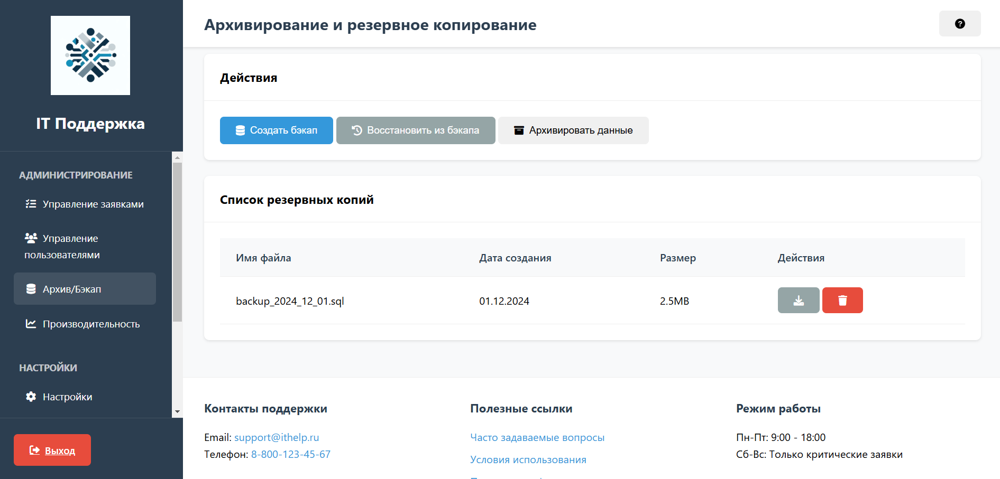 IT Поддержка
АДМИНИСТРИРОВАНИЕ
Управление заявками
Управление
пользователями
Архив/Бэкап
Производительность
НАСТРОЙКИ
Настройки
Выход
Архивирование и резервное копирование
Действия
Создать бэкап
Восстановить из бэкапа
Архивировать данные
Список резервных копий
Имя файла Дата создания Размер Действия
backup_2024_12_01.sql 01.12.2024 2.5MB
Контакты поддержки
Email: support@ithelp.ru
Телефон: 8-800-123-45-67
Полезные ссылки
Часто задаваемые вопросы
Условия использования
Режим работы
Пн-Пт: 9:00 - 18:00
Сб-Вс: Только критические заявки